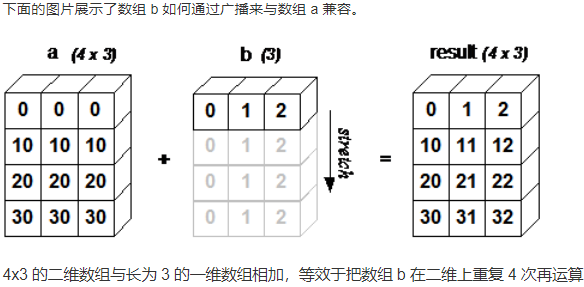 下面的图片展示了数组 b 如何通过广播来与数组 a 兼容。
a (4 x 3) b (3) result (4 x 3)
0 0 0 0 1 2 0 1 2
10 10 10 0 1 2 10 11 12
+ stretch =
20 20 20 0 1 2 20 21 22
30 30 30 0 1 2 30 31 32
4x3 的二维数组与长为 3 的一维数组相加，等效于把数组 b 在二维上重复 4 次再运算